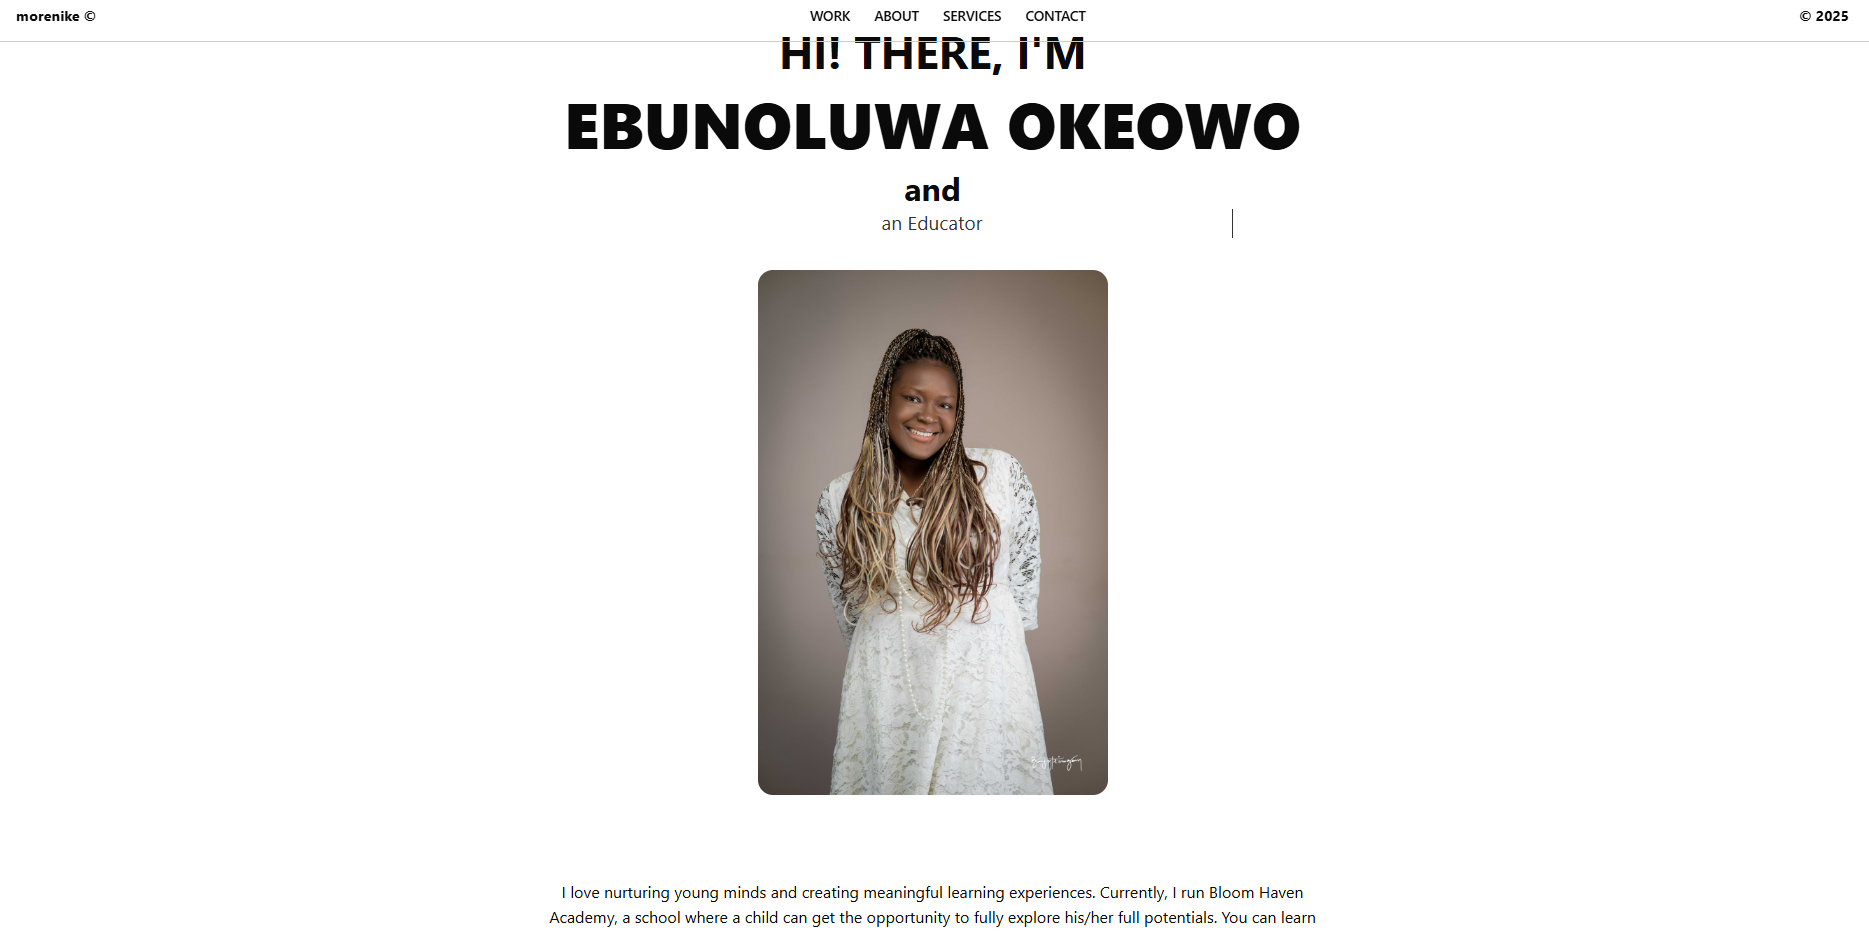 morenike © WORK ABOUT SERVICES CONTACT © 2025
HI! THERE, I'M
EBUNOLUWA OKEOWO
and
an Educator
I love nurturing young minds and creating meaningful learning experiences. Currently, I run Bloom Haven
Academy, a school where a child can get the opportunity to fully explore his/her full potentials. You can learn